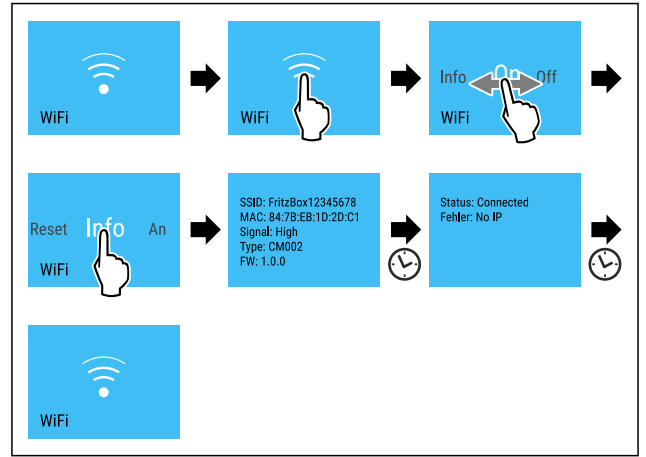 WiFi
WiFi
Info On Off
WiFi
Reset Info An
WiFi
SSID: FritzBox12345678
MAC: 84:7B:EB:1D:2D:C1
Signal: High
Type: CM002
FW: 1.0.0
Status: Connected
Fehler: No IP
WiFi